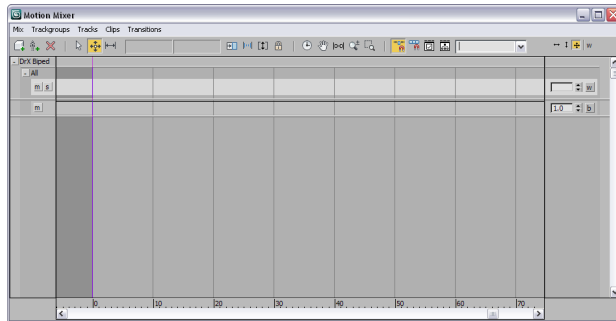 Motion Mixer
Mix Trackgroups Tracks Clips Transitions
w
DrX Biped
All
m s w
m 1.0 b
0 10 20 30 40 50 60 70